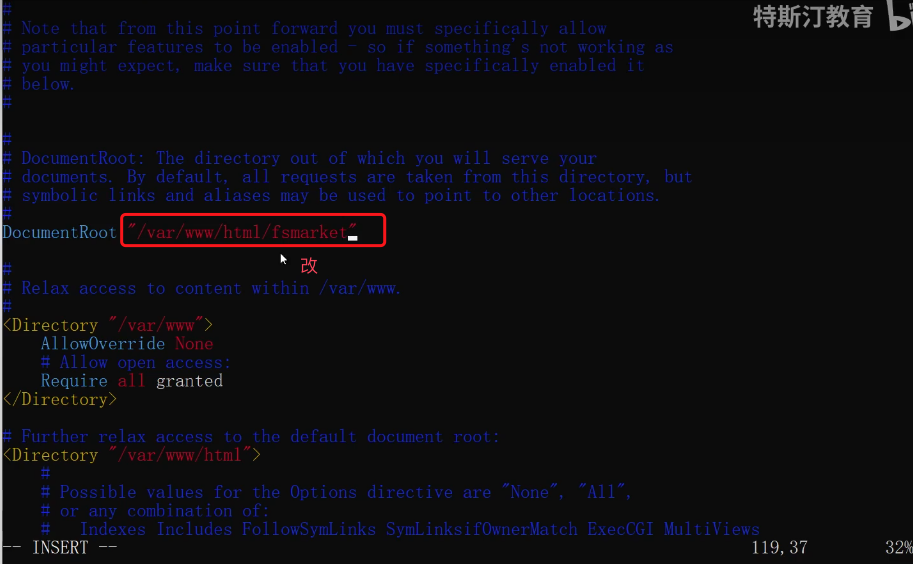 #
特斯汀教育
# Note that from this point forward you must specifically allow
# particular features to be enabled - so if something's not working as
# you might expect, make sure that you have specifically enabled it
# below.
#
#
# DocumentRoot: The directory out of which you will serve your
# documents. By default, all requests are taken from this directory, but
# symbolic links and aliases may be used to point to other locations.
#
DocumentRoot "/var/www/html/fsmarket"
改
#
# Relax access to content within /var/www.
#
<Directory "/var/www">
AllowOverride None
# Allow open access:
Require all granted
</Directory>
# Further relax access to the default document root:
<Directory "/var/www/html">
#
# Possible values for the Options directive are "None", "All",
# or any combination of:
#   Indexes Includes FollowSymLinks SymLinksifOwnerMatch ExecCGI MultiViews
-- INSERT --
119,37
32%